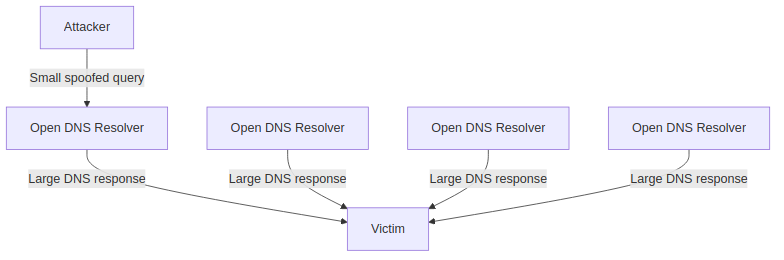 Attacker
Small spoofed query
Open DNS Resolver
Open DNS Resolver
Open DNS Resolver
Open DNS Resolver
Large DNS response
Large DNS response
Large DNS response
Large DNS response
Victim